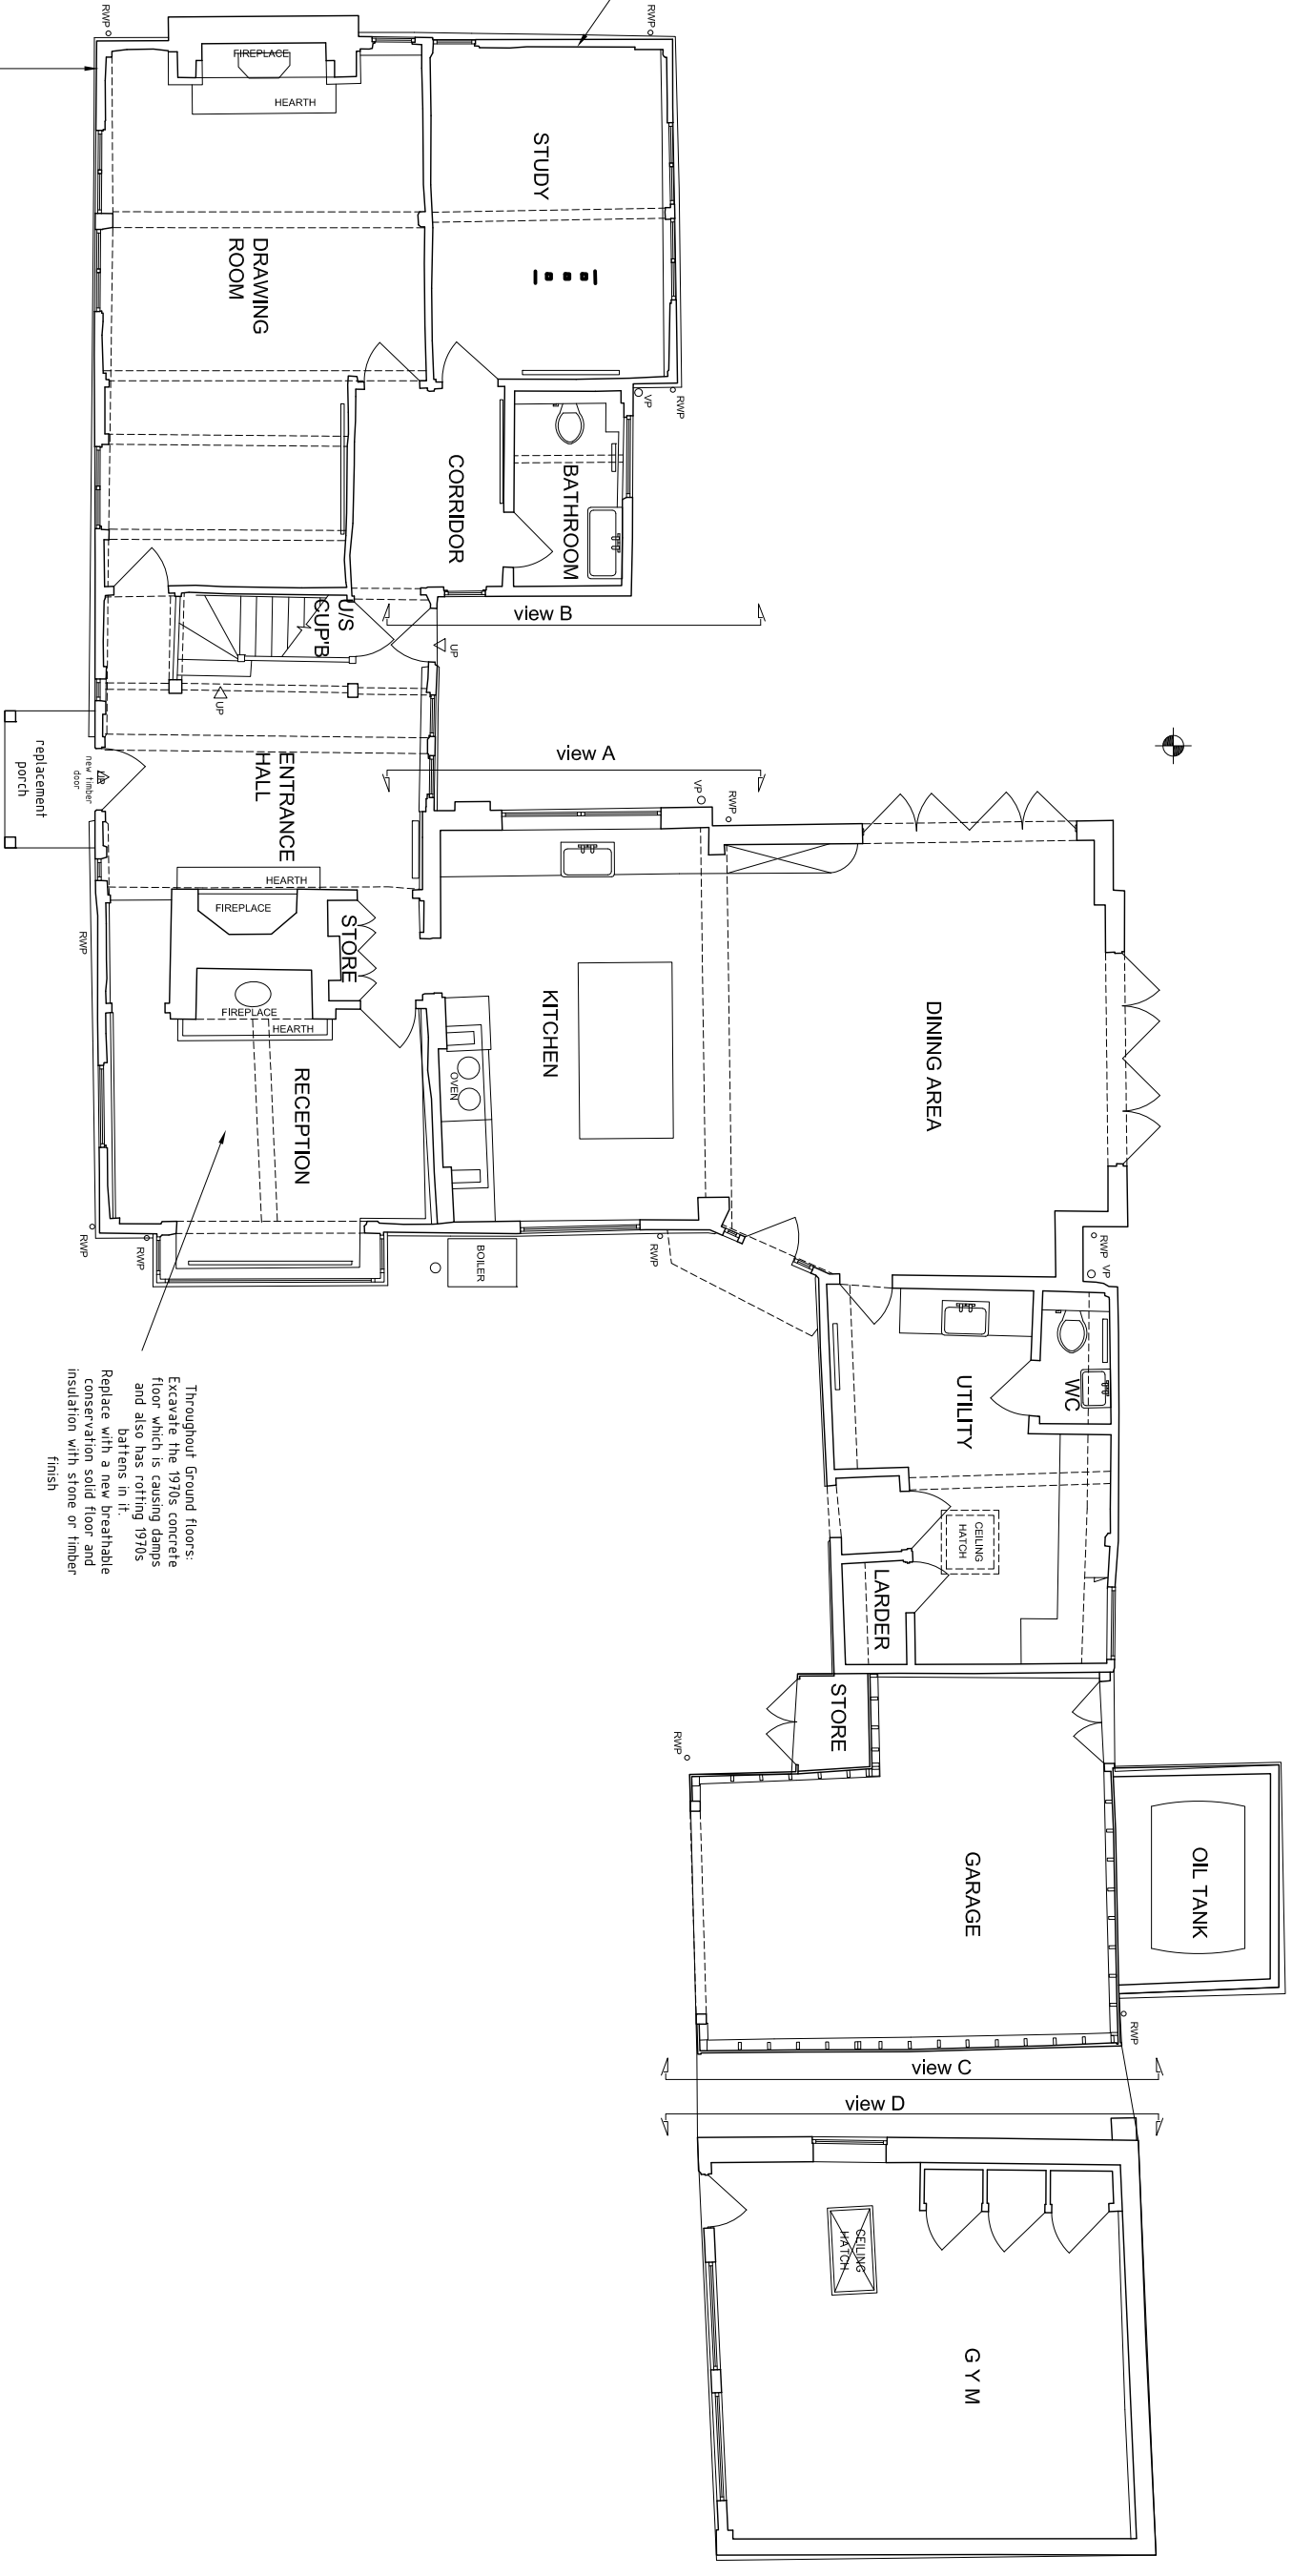 RWP
RWP
FIREPLACE
HEARTH
STUDY
DRAWING
ROOM
VP
RWP
CORRIDOR
BATHROOM
U/S
CUP'B
view B
UP
UP
view A
replacement
porch
new timber
door
UP
ENTRANCE
HALL
VP
RWP
HEARTH
FIREPLACE
STORE
RWP
FIREPLACE
HEARTH
KITCHEN
DINING AREA
OVEN
RECEPTION
RWP
RWP
BOILER
RWP
RWP
VP
UTILITY
WC
Throughout Ground floors:
Excavate the 1970s concrete
floor which is causing damps
and also has rotting 1970s
battens in it.
Replace with a new breathable
conservation solid floor and
insulation with stone or timber
finish
CEILING
HATCH
LARDER
STORE
RWP
GARAGE
OIL TANK
RWP
view C
view D
CEILING
HATCH
G Y M